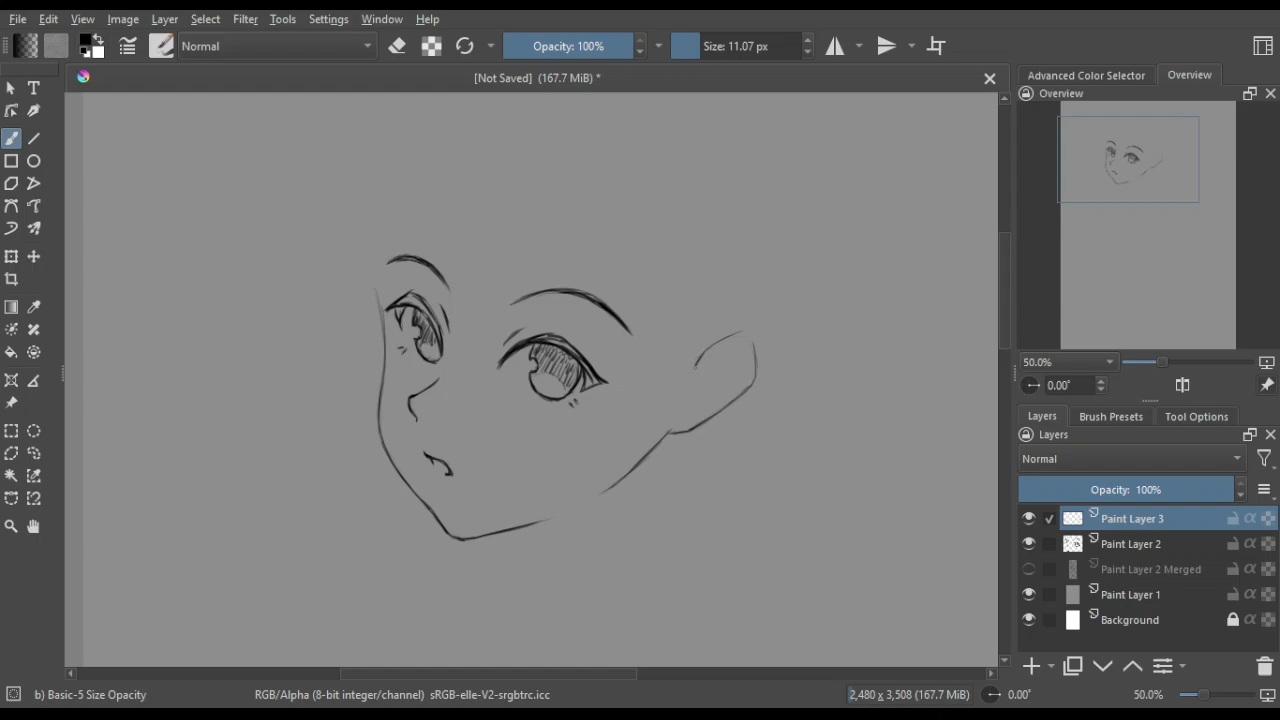 File Edit View Image Layer Select Filter Tools Settings Window Help
Normal Opacity: 100% Size: 11.07 px
[Not Saved] (167.7 MiB) *
Advanced Color Selector Overview
Overview
50.0%
0.00°
Layers Brush Presets Tool Options
Layers
Normal
Opacity: 100%
Paint Layer 3
Paint Layer 2
Paint Layer 2 Merged
Paint Layer 1
Background
b) Basic-5 Size Opacity RGB/Alpha (8-bit integer/channel) sRGB-elle-V2-srgbtrc.icc 2,480 x 3,508 (167.7 MiB) 0.00° 50.0%